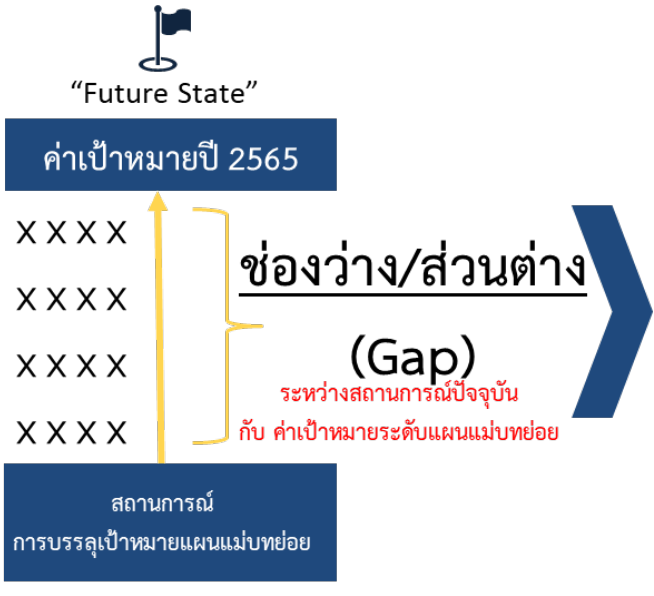 “Future State”
ค่าเป้าหมายปี 2565
X X X X
X X X X
X X X X
X X X X
ช่องว่าง/ส่วนต่าง
(Gap)
ระหว่างสถานการณ์ปัจจุบัน
กับ ค่าเป้าหมายระดับแผนแม่บทย่อย
สถานการณ์
การบรรลุเป้าหมายแผนแม่บทย่อย